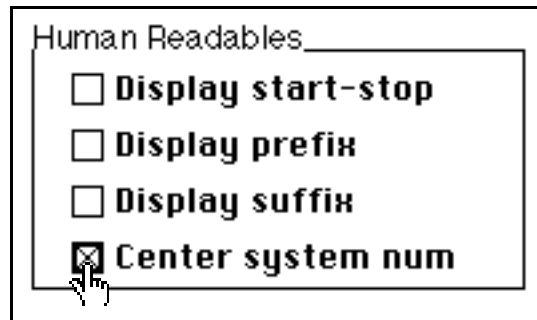 Human Readables
Display start-stop
Display prefix
Display suffix
Center system num